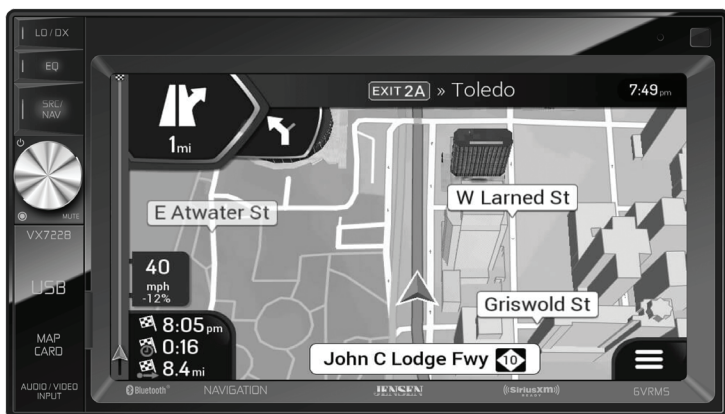 LO / DX
EQ
SRC/
NAV
MUTE
VX7228
USB
MAP
CARD
AUDIO / VIDEO
INPUT
EXIT 2A » Toledo
7:49 pm
1 mi
W Larned St
E Atwater St
40
mph
-12%
Griswold St
8:05 pm
0:16
8.4 mi
John C Lodge Fwy 10
Bluetooth®
NAVIGATION
JENSEN
((SiriusXM))
READY
6VRMS